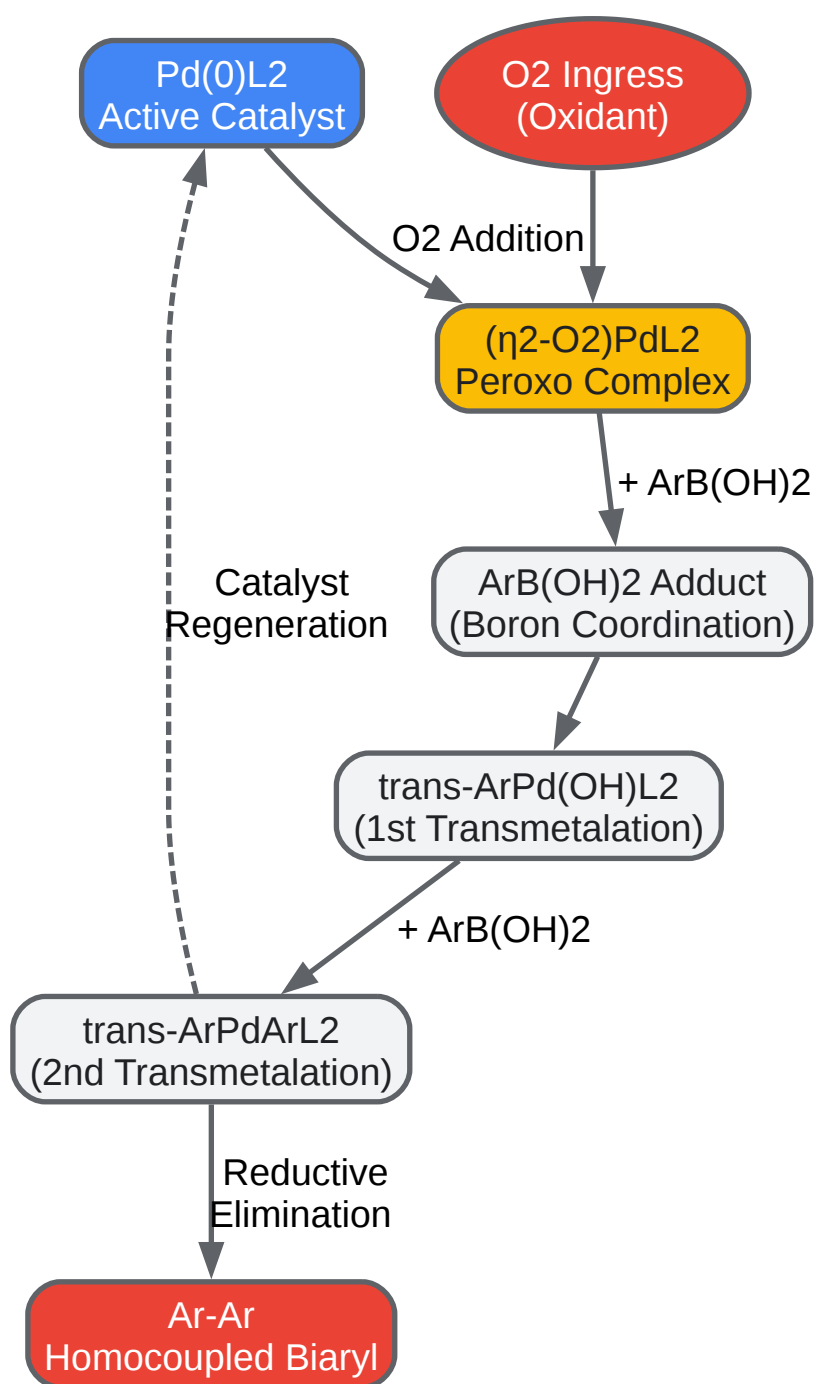 Pd(0)L2
Active Catalyst
O2 Ingress
(Oxidant)
O2 Addition
(η2-O2)PdL2
Peroxo Complex
+ ArB(OH)2
ArB(OH)2 Adduct
(Boron Coordination)
Catalyst
Regeneration
trans-ArPd(OH)L2
(1st Transmetalation)
+ ArB(OH)2
trans-ArPdArL2
(2nd Transmetalation)
Reductive
Elimination
Ar-Ar
Homocoupled Biaryl